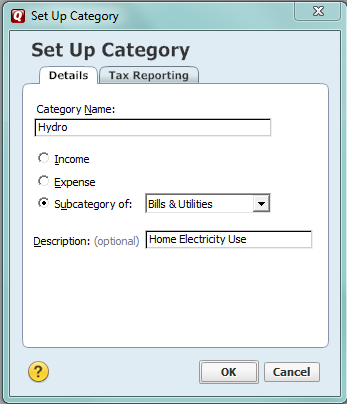 Set Up Category
Set Up Category
Details Tax Reporting
Category Name:
Hydro
Income
Expense
Subcategory of: Bills & Utilities
Description: (optional) Home Electricity Use
? OK Cancel